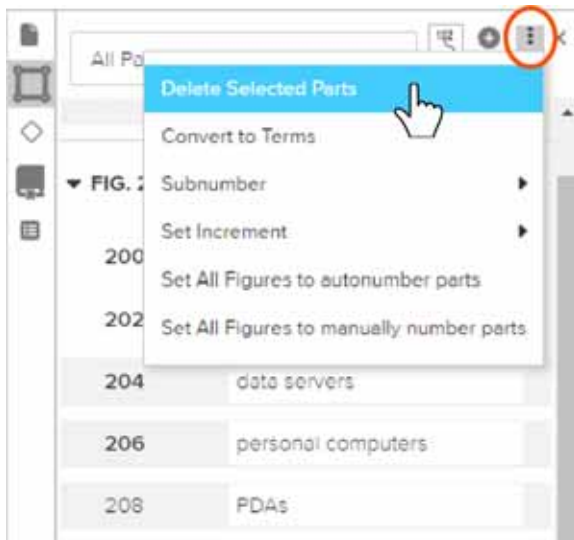 All Pa
Delete Selected Parts
Convert to Terms
▼ FIG. 2
Subnumber
Set Increment
200
Set All Figures to autonumber parts
202
Set All Figures to manually number parts
204 data servers
206 personal computers
208 PDAs